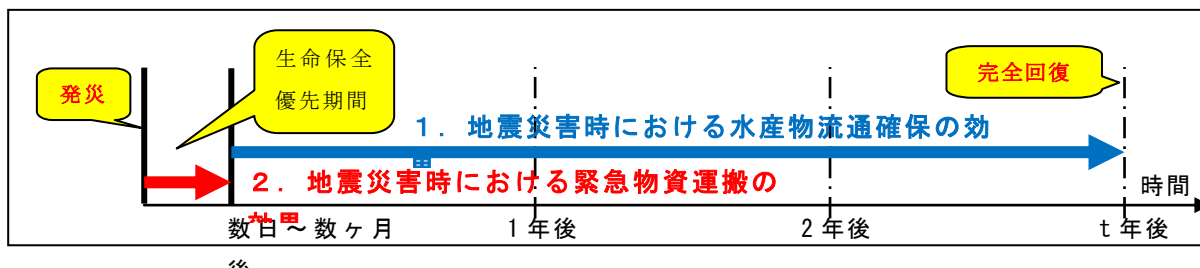 発災
生命保全
優先期間
完全回復
１．地震災害時における水産物流通確保の効
２．地震災害時における緊急物資運搬の
効果
時間
数日～数ヶ月
後
１年後
２年後
ｔ年後